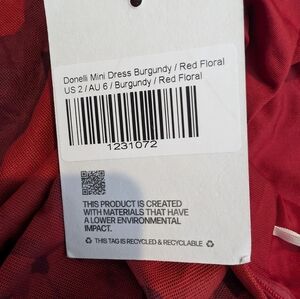 Donelli Mini Dress Burgundy / Red Floral
US 2 / AU 6 / Burgundy / Red Floral
1231072
THIS PRODUCT IS CREATED
WITH MATERIALS THAT HAVE
A LOWER ENVIRONMENTAL
IMPACT.
THIS TAG IS RECYCLED & RECYCLABLE